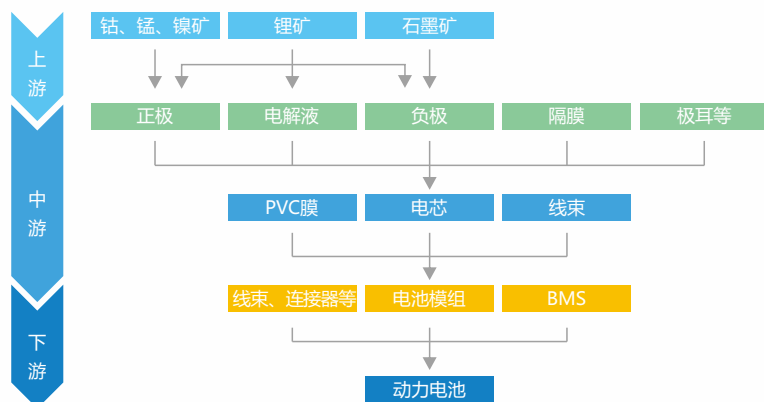 上游
钴、锰、镍矿
锂矿
石墨矿
正极
电解液
负极
隔膜
极耳等
中游
PVC膜
电芯
线束
线束、连接器等
电池模组
BMS
下游
动力电池